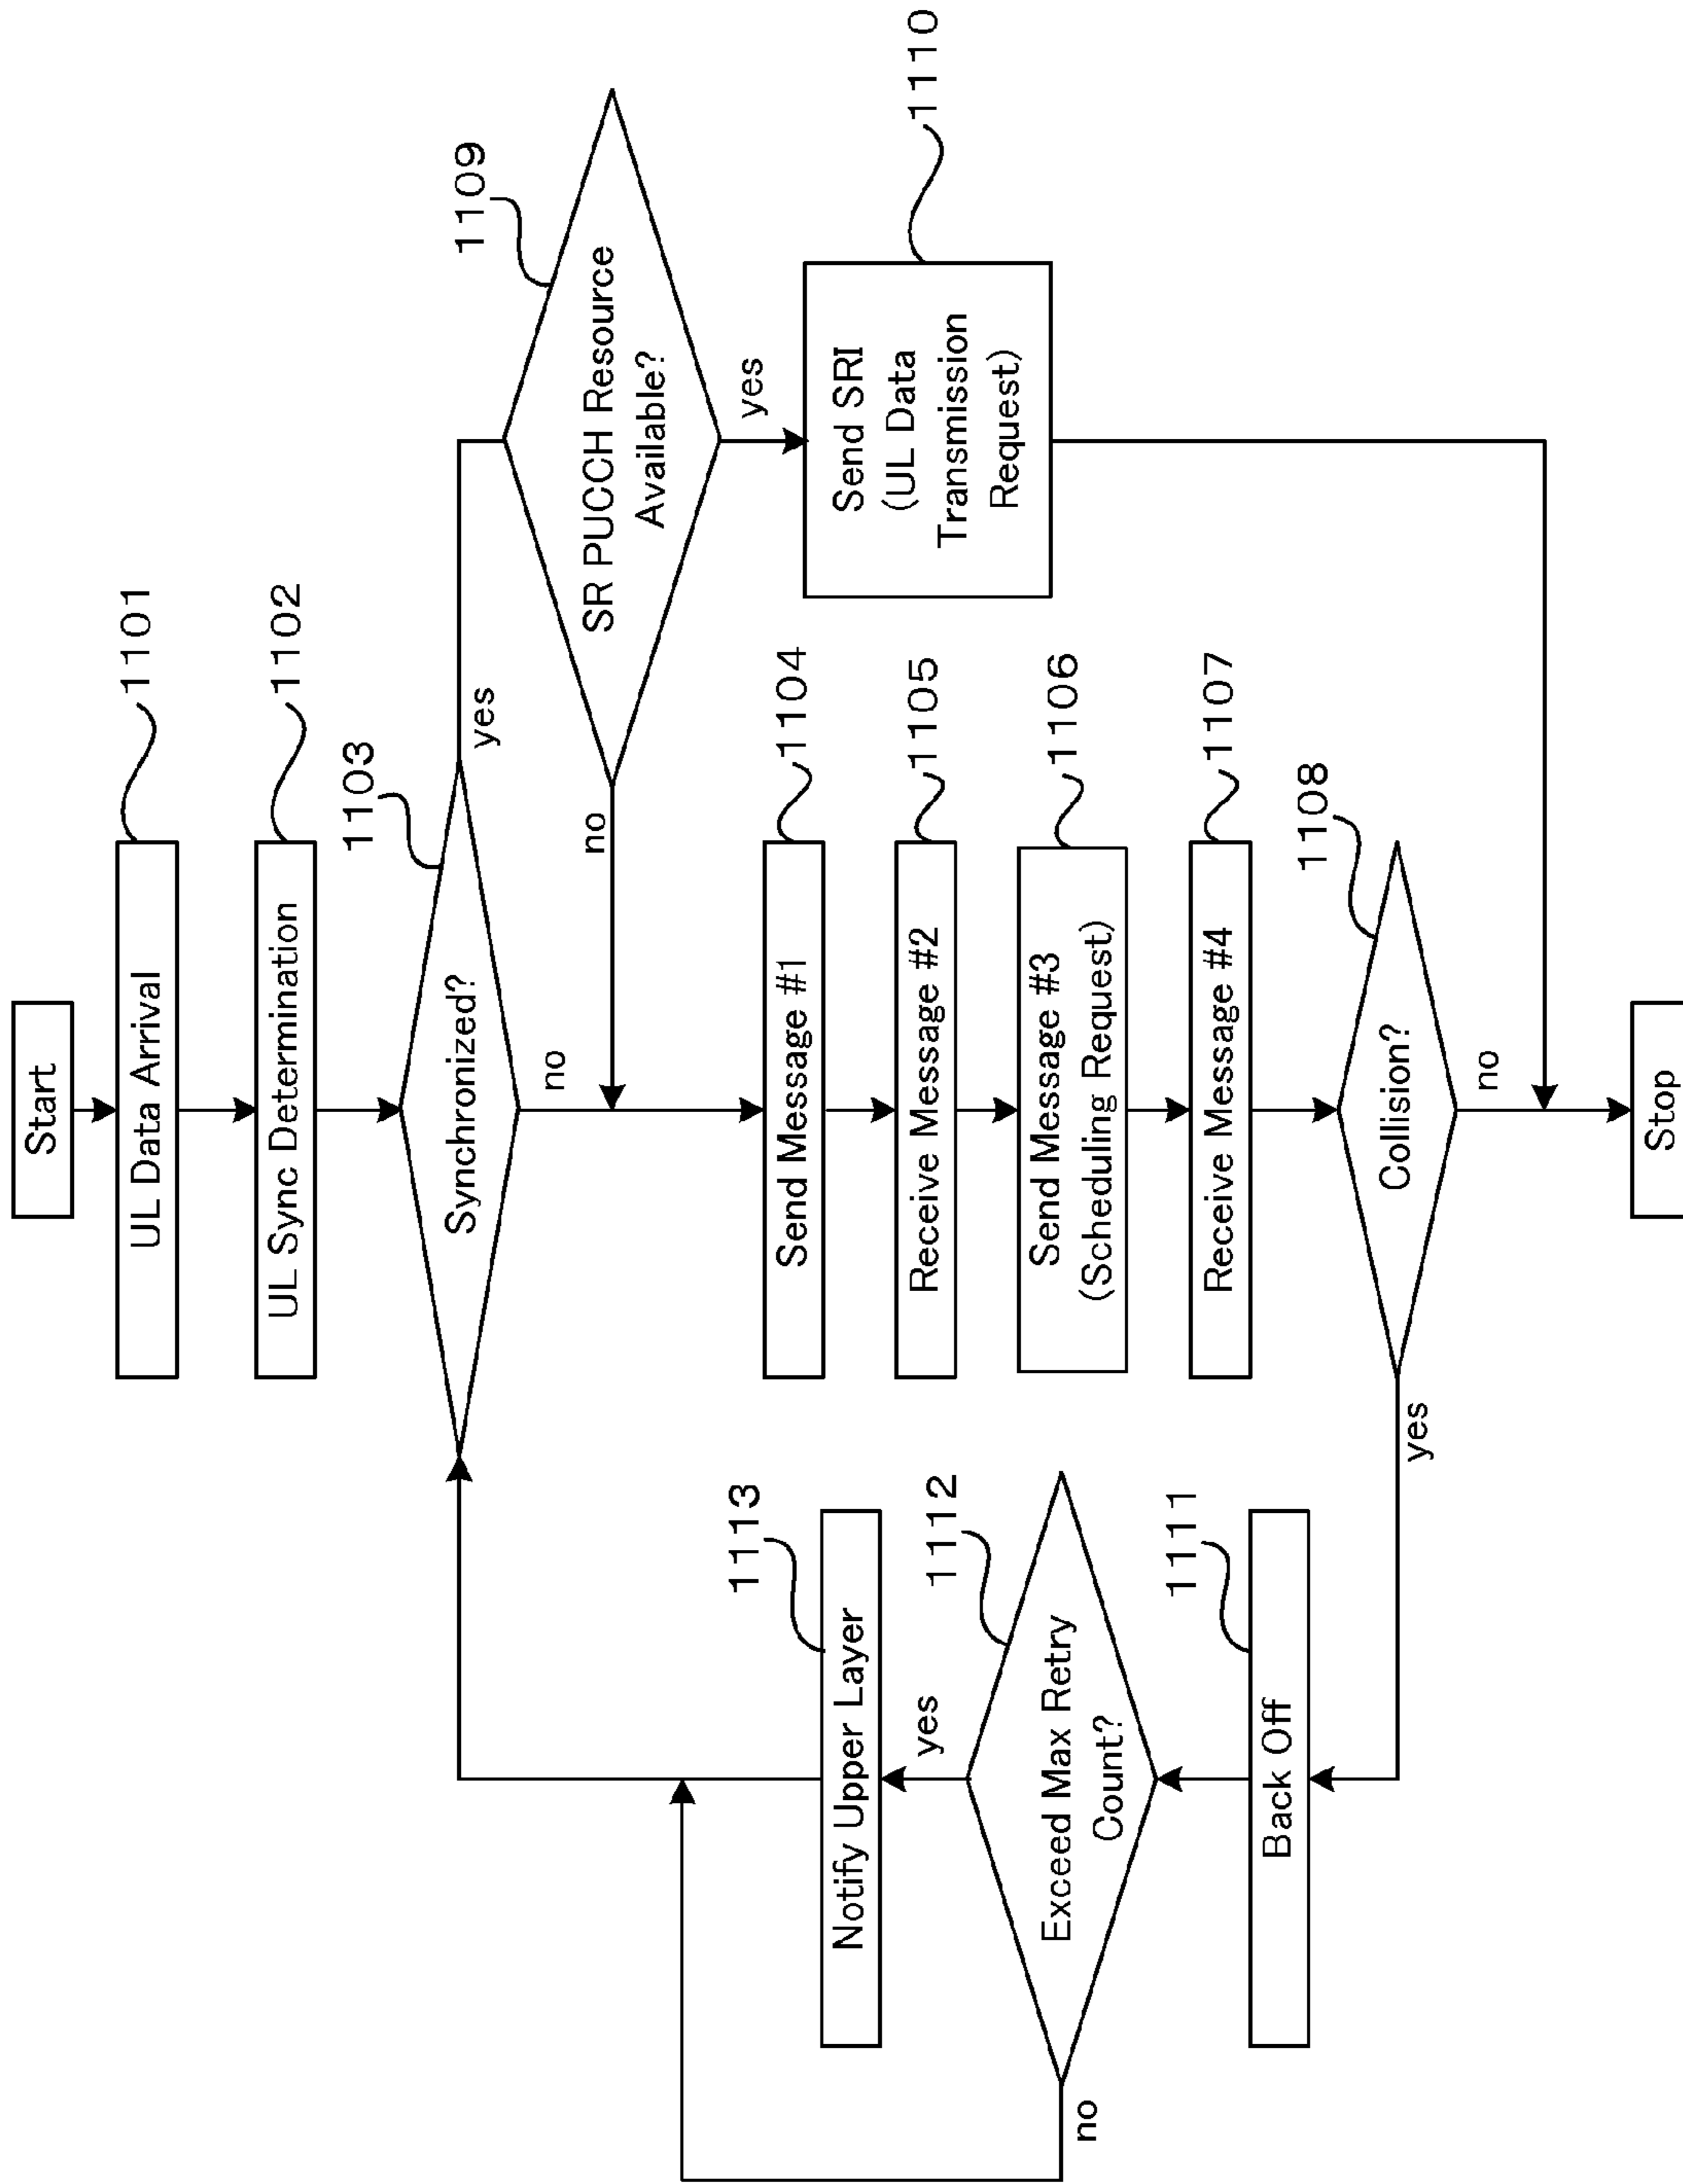 Start
UL Data Arrival
1101
UL Sync Determination
1102
Synchronized?
1103
yes
no
SR PUCCH Resource
Available?
1109
no
yes
Send SRI
(UL Data
Transmission
Request)
1110
Send Message #1
1104
Receive Message #2
1105
Send Message #3
(Scheduling Request)
1106
Receive Message #4
1107
Collision?
1108
yes
no
Back Off
1111
Exceed Max Retry
Count?
1112
yes
no
Notify Upper Layer
1113
Stop